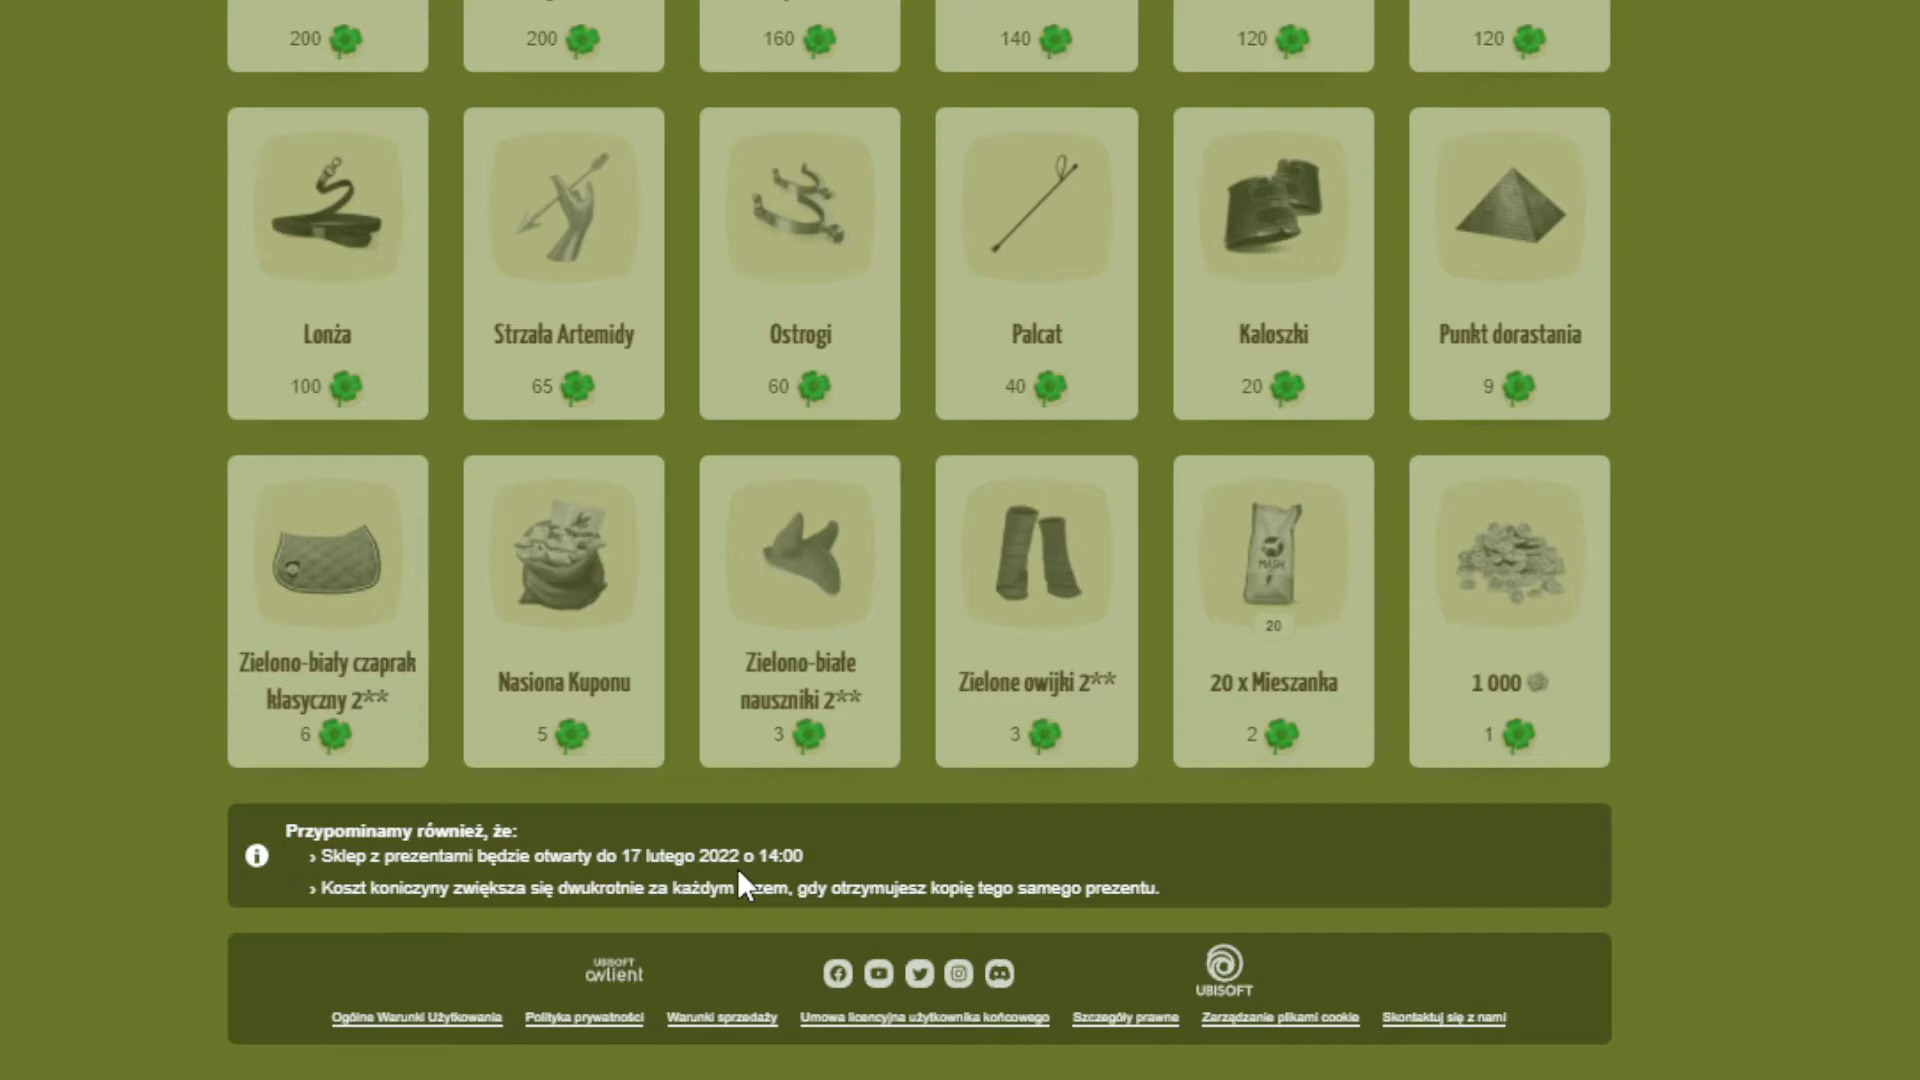 200
200
160
140
120
120
Lonża
Strzała Artemidy
Ostrogi
Palcat
Kaloszki
Punkt dorastania
100
65
60
40
20
9
MASH
20
Zielono-biały czaprak
klasyczny 2**
Nasiona Kuponu
Zielono-białe
nauszniki 2**
Zielone owijki 2**
20 x Mieszanka
1 000
6
5
3
3
2
1
Przypominamy również, że:
› Sklep z prezentami będzie otwarty do 17 lutego 2022 o 14:00
› Koszt koniczyny zwiększa się dwukrotnie za każdym razem, gdy otrzymujesz kopię tego samego prezentu.
UBISOFT
owlient
UBISOFT
Ogólne Warunki Użytkowania Polityka prywatności Warunki sprzedaży Umowa licencyjna użytkownika końcowego Szczegóły prawne Zarządzanie plikami cookie Skontaktuj się z nami